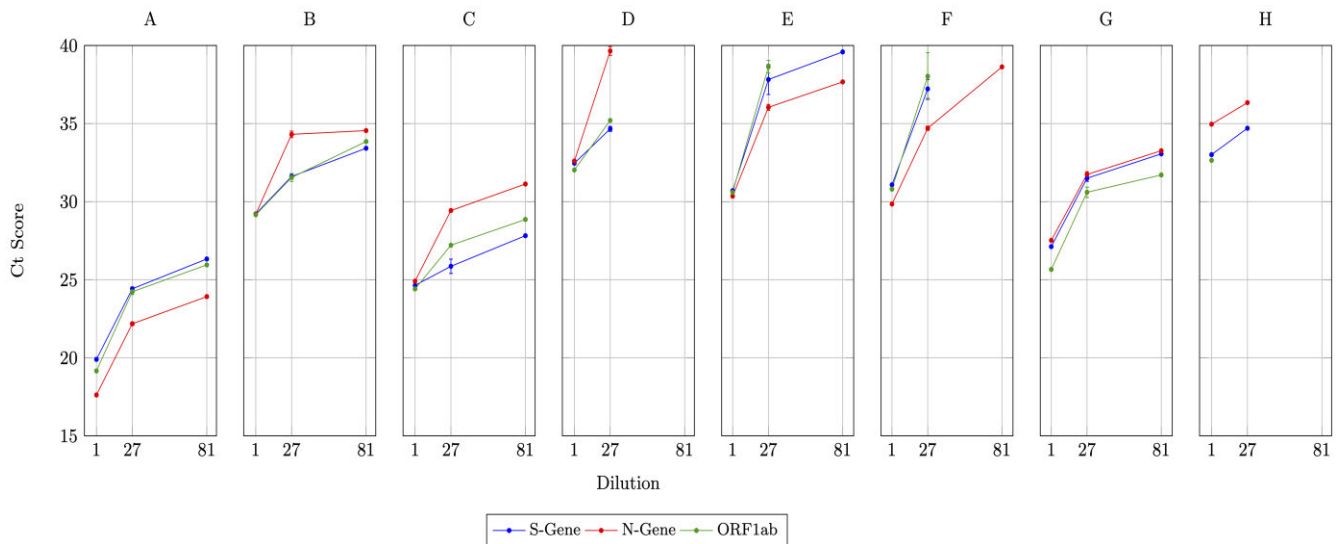 A B C D E F G H
40
35
30
25
20
15
Ct Score
1 27 81 1 27 81 1 27 81 1 27 81 1 27 81 1 27 81 1 27 81 1 27 81
Dilution
S-Gene N-Gene ORF1ab